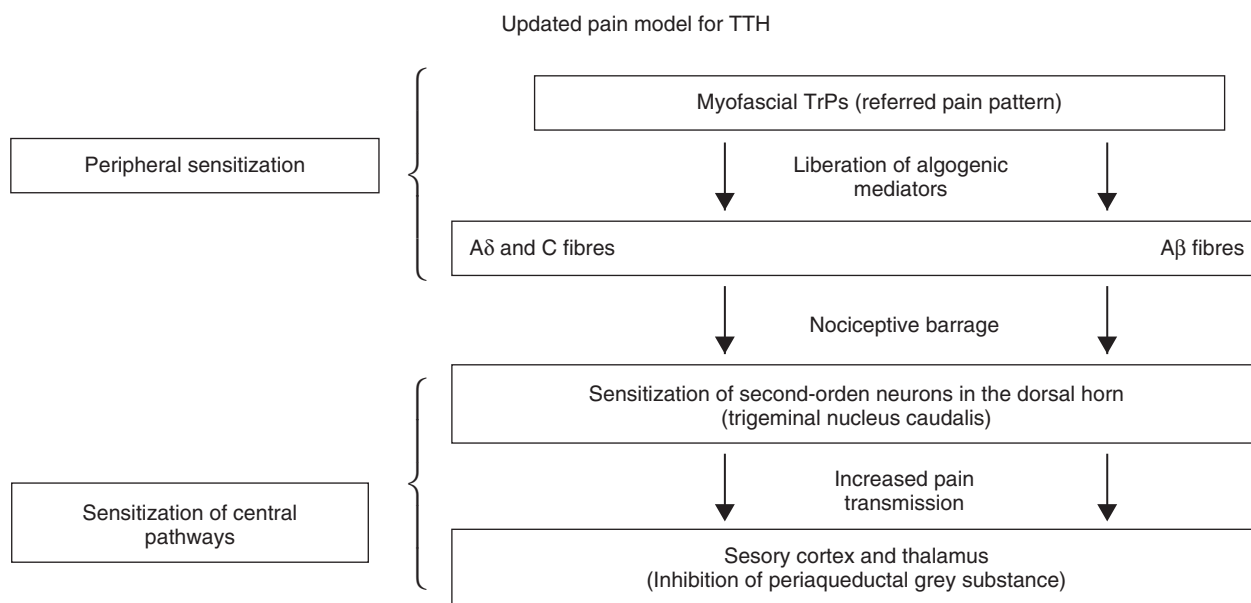 Updated pain model for TTH
Myofascial TrPs (referred pain pattern)
Peripheral sensitization
Liberation of algogenic
mediators
Aδ and C fibres
Aβ fibres
Nociceptive barrage
Sensitization of second-orden neurons in the dorsal horn
(trigeminal nucleus caudalis)
Increased pain
transmission
Sensitization of central
pathways
Sesory cortex and thalamus
(Inhibition of periaqueductal grey substance)